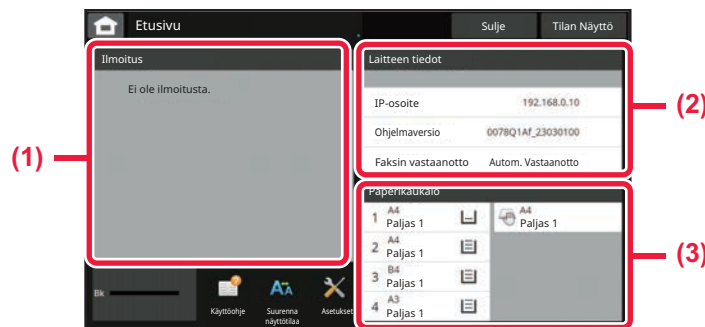 Etusivu
Sulje
Tilan Näyttö
Ilmoitus
Ei ole ilmoitusta.
(1)
Laitteen tiedot
IP-osoite 192.168.0.10
Ohjelmaversio 0078Q1Af_23030100
Faksin vastaanotto Autom. Vastaanotto
(2)
Paperikaukalo
1 A4
Paljas 1
A4
Paljas 1
2 A4
Paljas 1
3 B4
Paljas 1
4 A3
Paljas 1
(3)
Bk
Käyttöohje
Suurenna
näyttötilaa
Asetukset